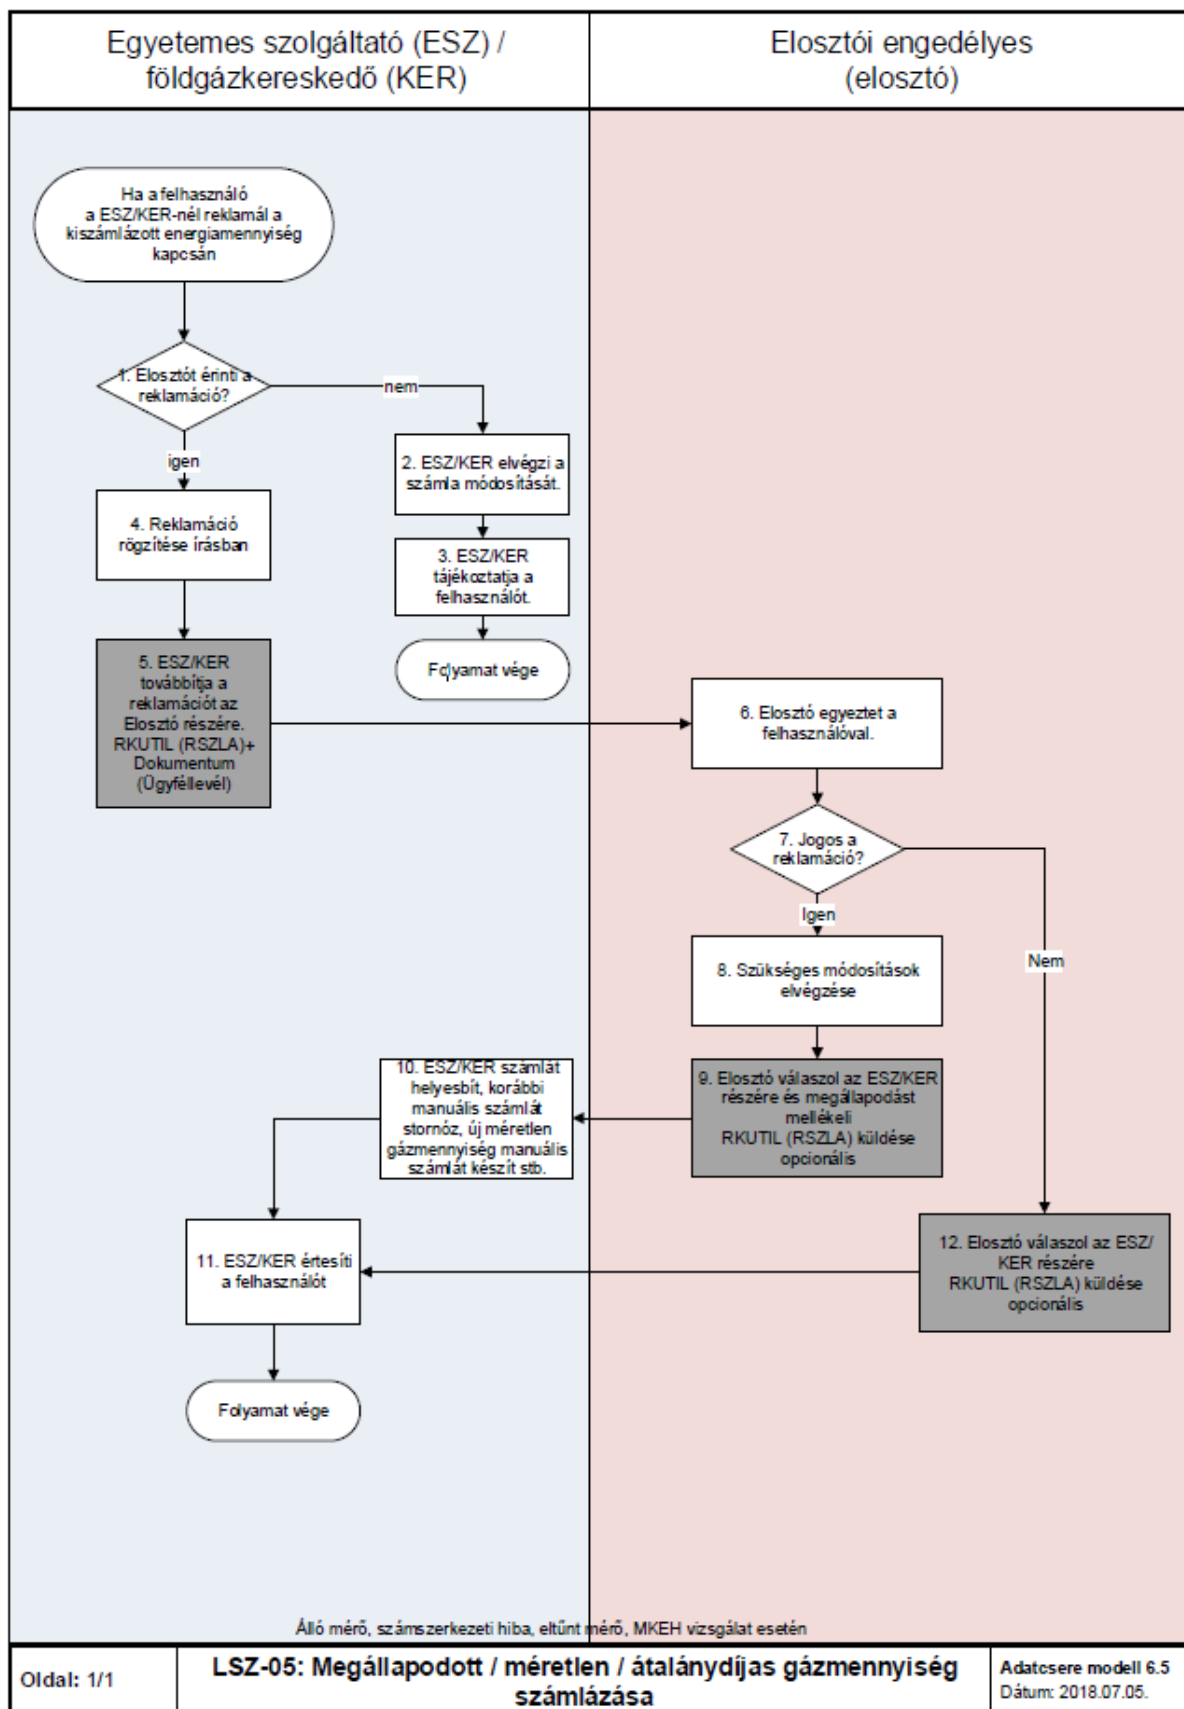 Egyetemes szolgáltató (ESZ) /
földgázkereskedő (KER)
Elosztói engedélyes
(elosztó)
Ha a felhasználó
a ESZ/KER-nél reklamál a
kiszámlázott energiamennyiség
kapcsán
1. Elosztót érinti a
reklamáció?
nem
igen
2. ESZ/KER elvégzi a
számla módosítását.
4. Reklamáció
rögzítése írásban
3. ESZ/KER
tájékoztatja a
felhasználót.
Folyamat vége
5. ESZ/KER
továbbítja a
reklamációt az
Elosztó részére.
RKUTIL (RSZLA)+
Dokumentum
(Ügyféllevél)
6. Elosztó egyeztet a
felhasználóval.
7. Jogos a
reklamáció?
Igen
Nem
8. Szükséges módosítások
elvégzése
9. Elosztó válaszol az ESZ/KER
részére és megállapodást
mellékeli
RKUTIL (RSZLA) küldése
opcionális
10. ESZ/KER számlát
helyesbít, korábbi
manuális számlát
stornóz, új méretlen
gázmennyiség manuális
számlát készít stb.
11. ESZ/KER értesíti
a felhasználót
12. Elosztó válaszol az ESZ/
KER részére
RKUTIL (RSZLA) küldése
opcionális
Folyamat vége
Álló mérő, számszerkezeti hiba, eltűnt mérő, MKEH vizsgálat esetén
Oldal: 1/1
LSZ-05: Megállapodott / méretlen / átalánydíjas gázmennyiség
számlázása
Adatcsere modell 6.5
Dátum: 2018.07.05.